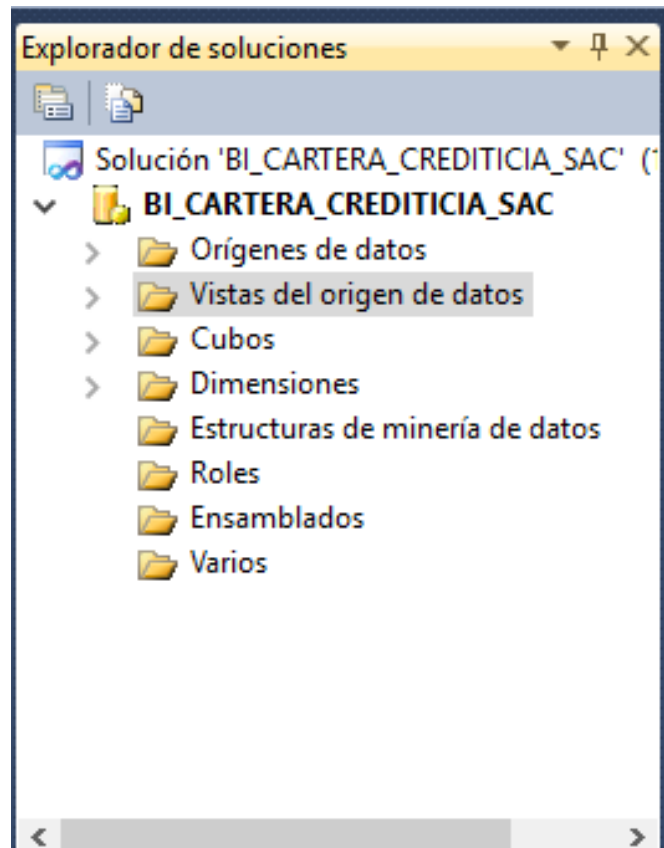 Explorador de soluciones
Solución 'BI_CARTERA_CREDITICIA_SAC' (
BI_CARTERA_CREDITICIA_SAC
Orígenes de datos
Vistas del origen de datos
Cubos
Dimensiones
Estructuras de minería de datos
Roles
Ensamblados
Varios